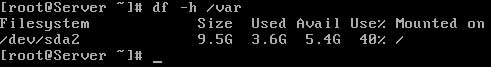 [root@Server ~]# df -h /var
Filesystem            Size  Used Avail Use% Mounted on
/dev/sda2             9.5G  3.6G  5.4G  40% /
[root@Server ~]# _